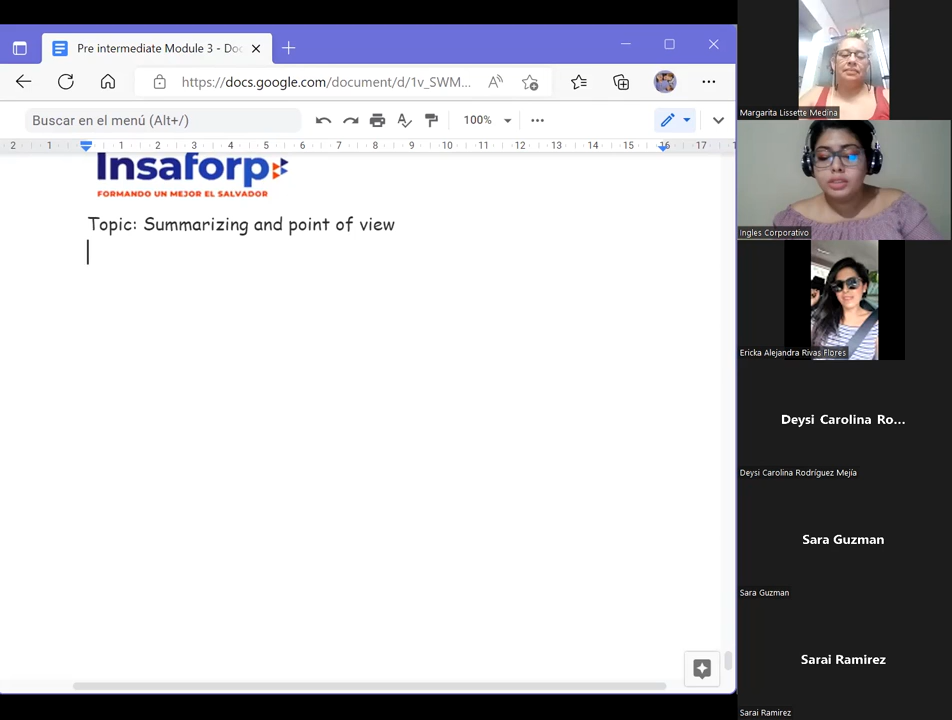 Pre intermediate Module 3 - Doc
https://docs.google.com/document/d/1v_SWM...
Buscar en el menú (Alt+/)
100%
2 1 1 2 3 4 5 6 7 8 9 10 11 12 13 14 15 16 17
Insaforp
FORMANDO UN MEJOR EL SALVADOR
Topic: Summarizing and point of view
Margarita Lissette Medina
Ingles Corporativo
Ericka Alejandra Rivas Flores
Deysi Carolina Ro...
Deysi Carolina Rodríguez Mejía
Sara Guzman
Sara Guzman
Sarai Ramirez
Sarai Ramirez